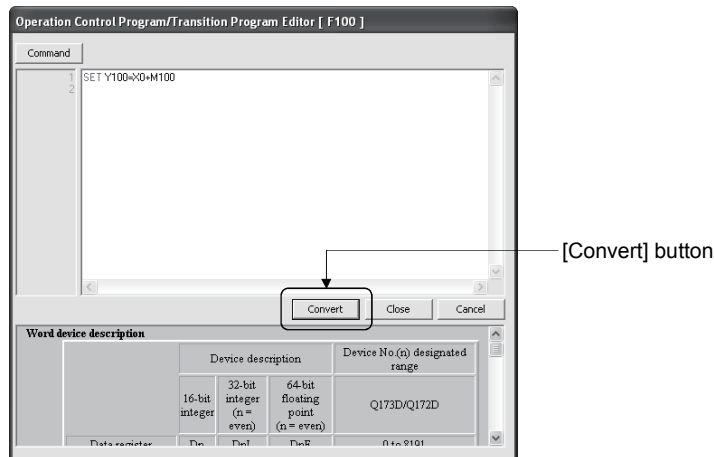 Operation Control Program/Transition Program Editor [ F100 ]
Command
1 SET Y100=X0+M100
2
[Convert] button
Convert Close Cancel
Word device description
Device description
Device No.(n) designated range
16-bit integer
32-bit integer (n = even)
64-bit floating point (n = even)
Q173D/Q172D
Data register Dn DnL DnF 0 to 8191